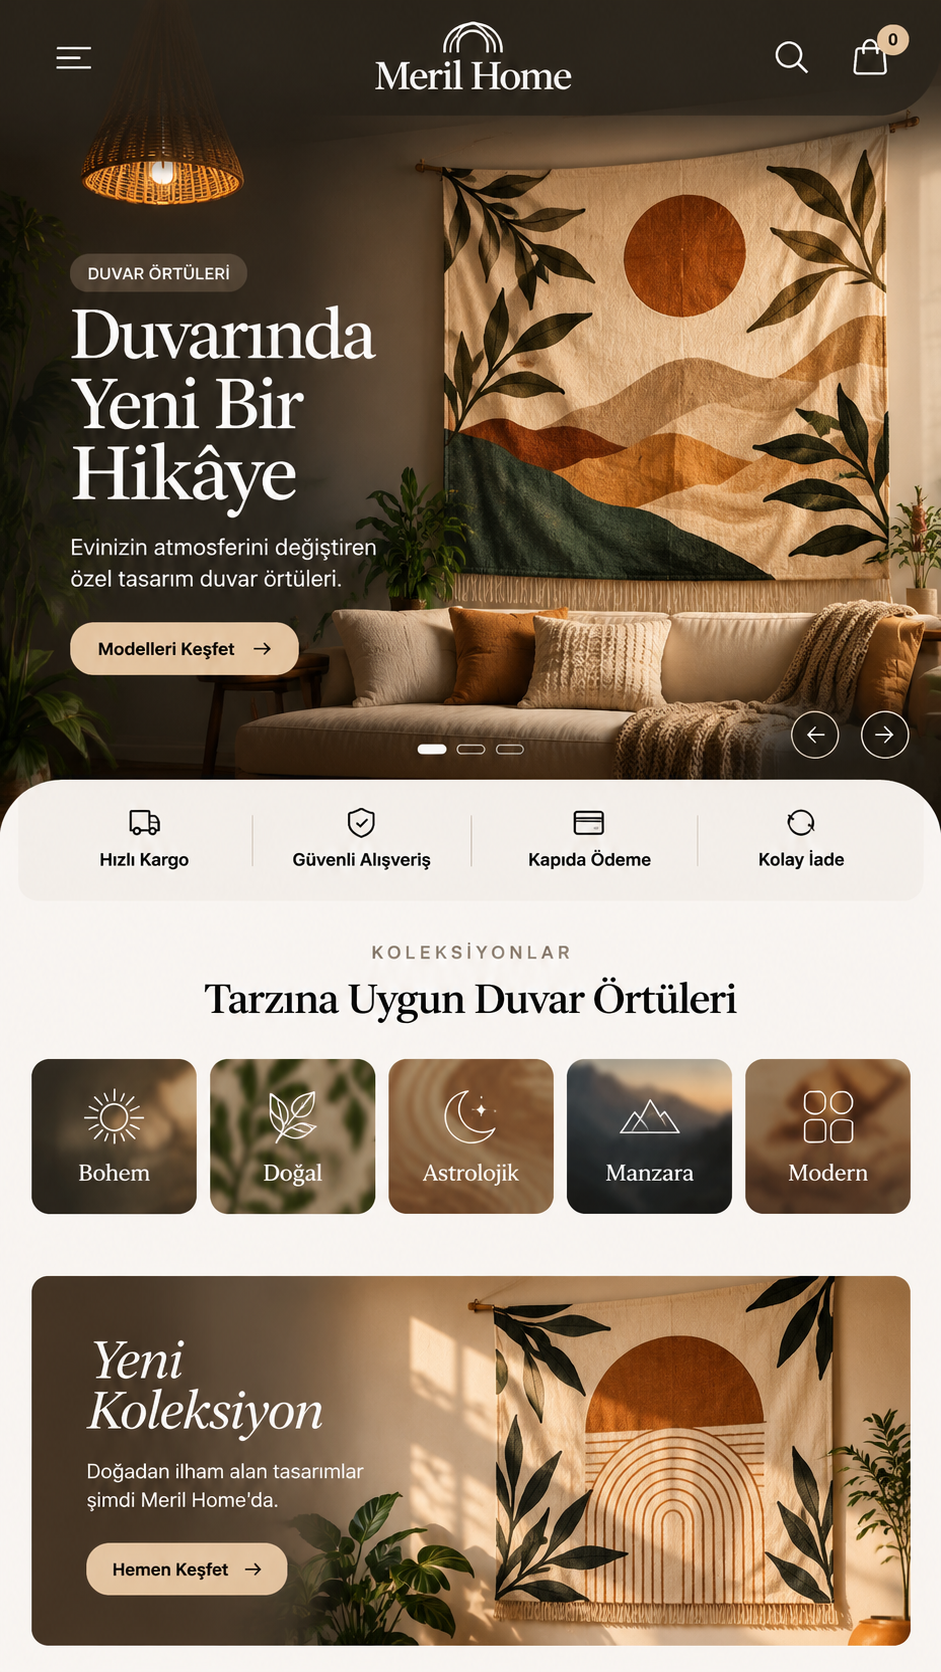 Meril Home
0
DUVAR ÖRTÜLERİ
Duvarında
Yeni Bir
Hikâye
Evinizin atmosferini değiştiren
özel tasarım duvar örtüleri.
Modelleri Keşfet
Hızlı Kargo
Güvenli Alışveriş
Kapıda Ödeme
Kolay İade
KOLEKSİYONLAR
Tarzına Uygun Duvar Örtüleri
Bohem
Doğal
Astrolojik
Manzara
Modern
Yeni
Koleksiyon
Doğadan ilham alan tasarımlar
şimdi Meril Home'da.
Hemen Keşfet